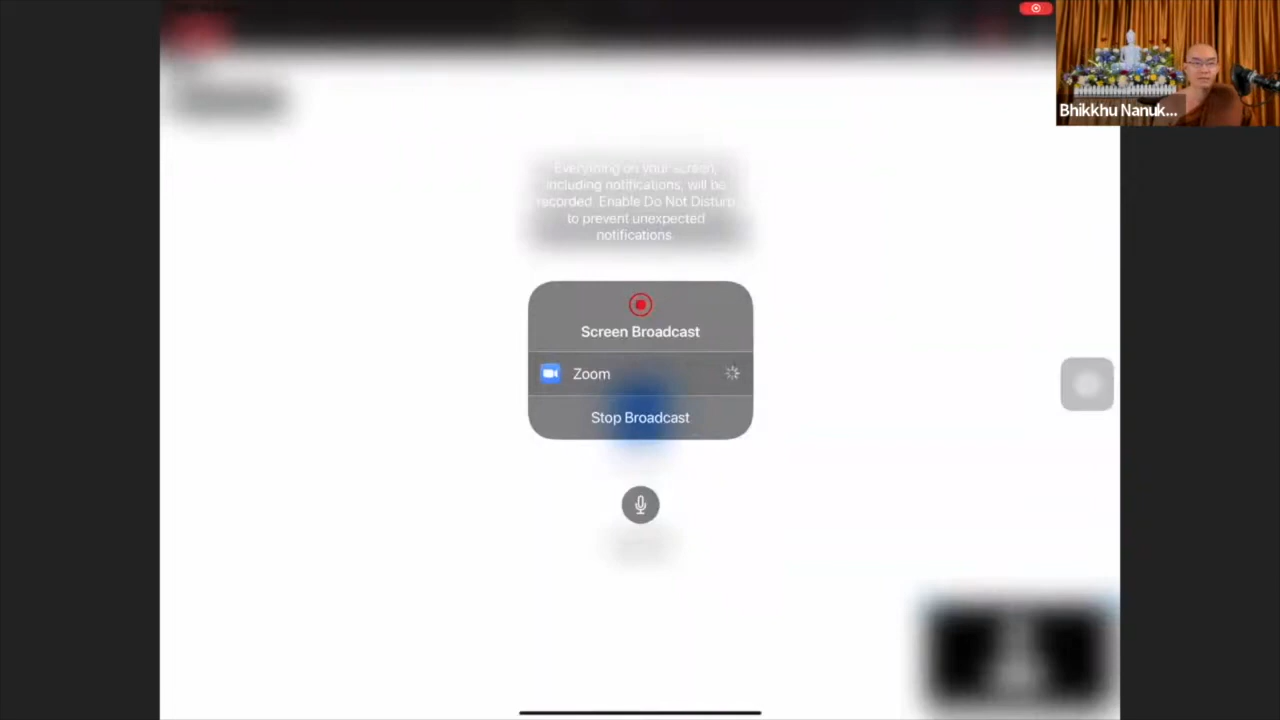 Bhikkhu Nanuk...
Everything on your screen,
including notifications, will be
recorded. Enable Do Not Disturb
to prevent unexpected
notifications.
Screen Broadcast
Zoom
Stop Broadcast